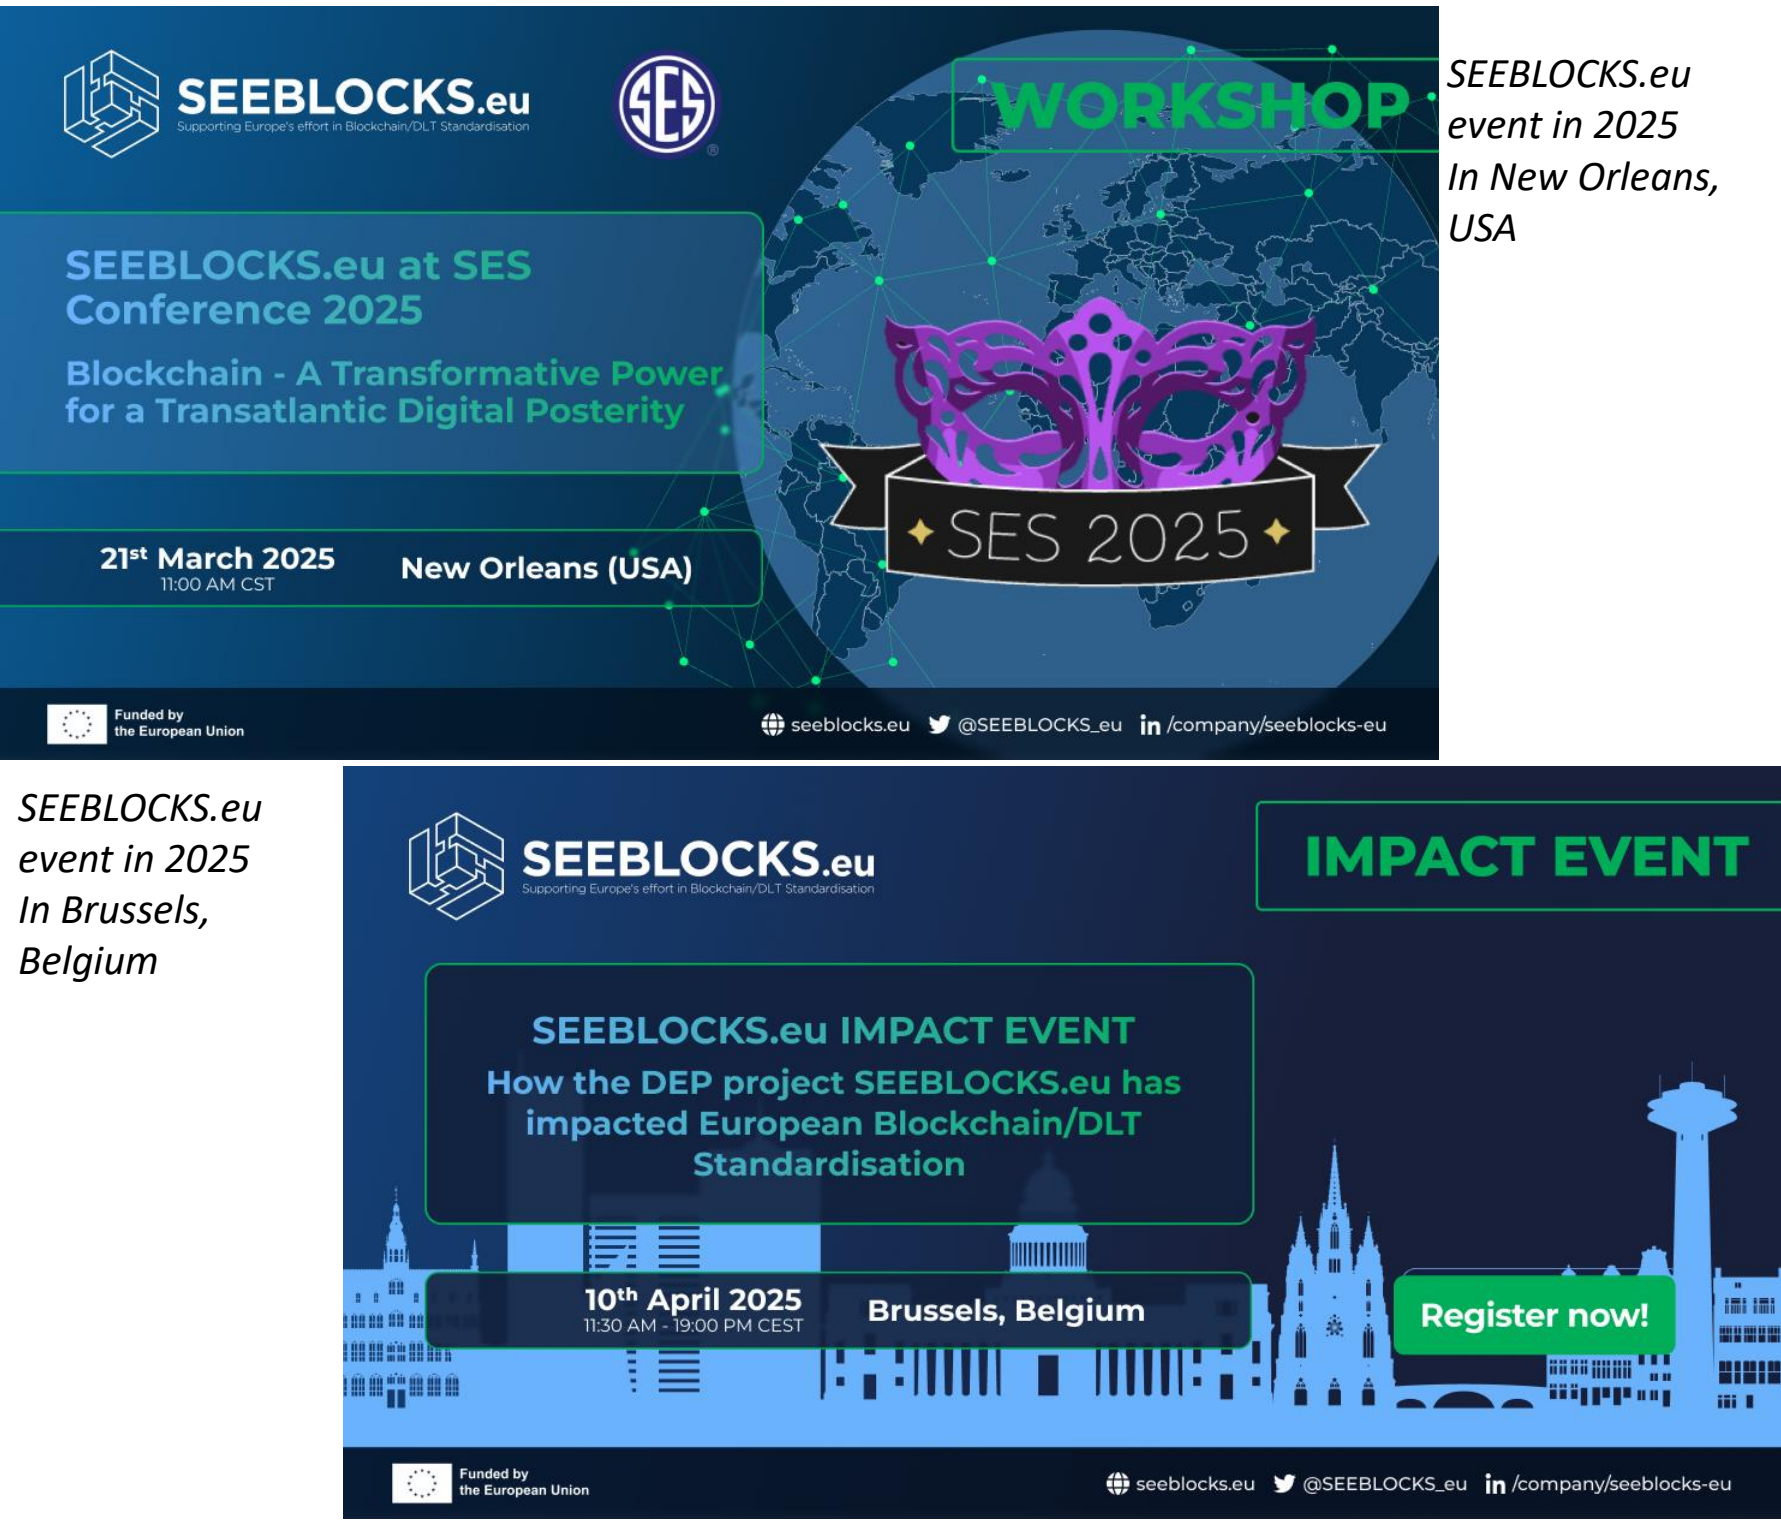 SEEBLOCKS.eu
Supporting Europe's effort in Blockchain/DLT Standardisation
SES
®
WORKSHOP
SEEBLOCKS.eu at SES
Conference 2025
Blockchain - A Transformative Power
for a Transatlantic Digital Posterity
21st March 2025
11:00 AM CST
New Orleans (USA)
SES 2025
Funded by
the European Union
seeblocks.eu
@SEEBLOCKS_eu
in /company/seeblocks-eu
SEEBLOCKS.eu
event in 2025
In New Orleans,
USA
SEEBLOCKS.eu
event in 2025
In Brussels,
Belgium
SEEBLOCKS.eu
Supporting Europe's effort in Blockchain/DLT Standardisation
IMPACT EVENT
SEEBLOCKS.eu IMPACT EVENT
How the DEP project SEEBLOCKS.eu has
impacted European Blockchain/DLT
Standardisation
10th April 2025
11:30 AM - 19:00 PM CEST
Brussels, Belgium
Register now!
Funded by
the European Union
seeblocks.eu
@SEEBLOCKS_eu
in /company/seeblocks-eu